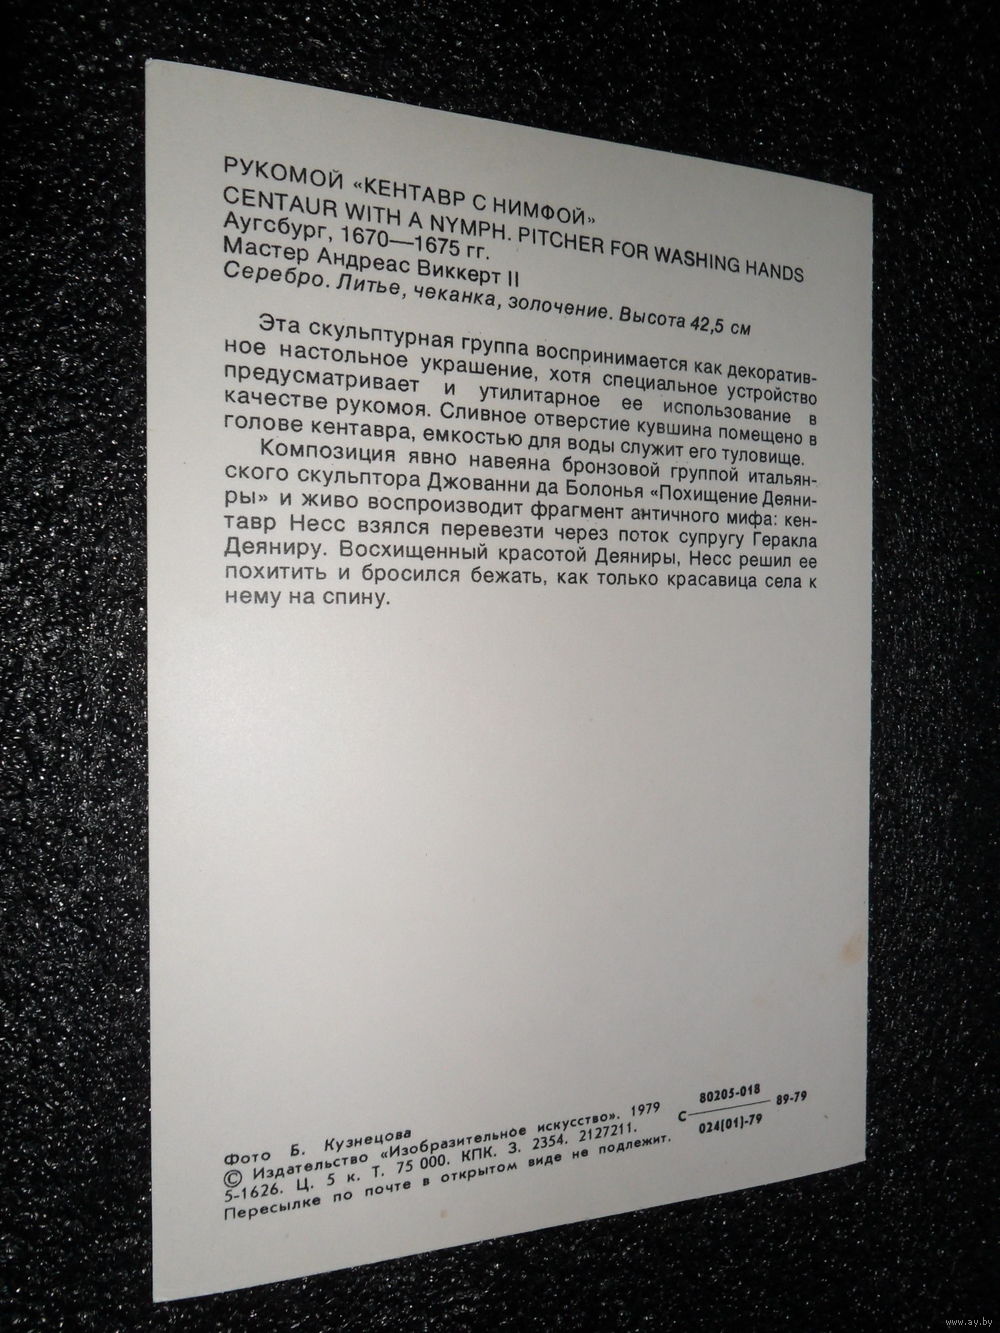 РУКОМОЙ «КЕНТАВР С НИМФОЙ»
CENTAUR WITH A NYMPH. PITCHER FOR WASHING HANDS
Аугсбург, 1670—1675 гг.
Мастер Андреас Виккерт II
Серебро. Литье, чеканка, золочение. Высота 42,5 см
Эта скульптурная группа воспринимается как декоратив-
ное настольное украшение, хотя специальное устройство
предусматривает и утилитарное ее использование в
качестве рукомоя. Сливное отверстие кувшина помещено в
голове кентавра, емкостью для воды служит его туловище.
Композиция явно навеяна бронзовой группой итальян-
ского скульптора Джованни да Болонья «Похищение Деяни-
ры» и живо воспроизводит фрагмент античного мифа: кен-
тавр Несс взялся перевезти через поток супругу Геракла
Деяниру. Восхищенный красотой Деяниры, Несс решил ее
похитить и бросился бежать, как только красавица села к
нему на спину.
Фото Б. Кузнецова
© Издательство «Изобразительное искусство». 1979
5-1626. Ц. 5 к. Т. 75 000. КПК. З. 2354. 2127211.
Пересылке по почте в открытом виде не подлежит.
80205-018
С 89-79
024(01)-79
www.ay.by